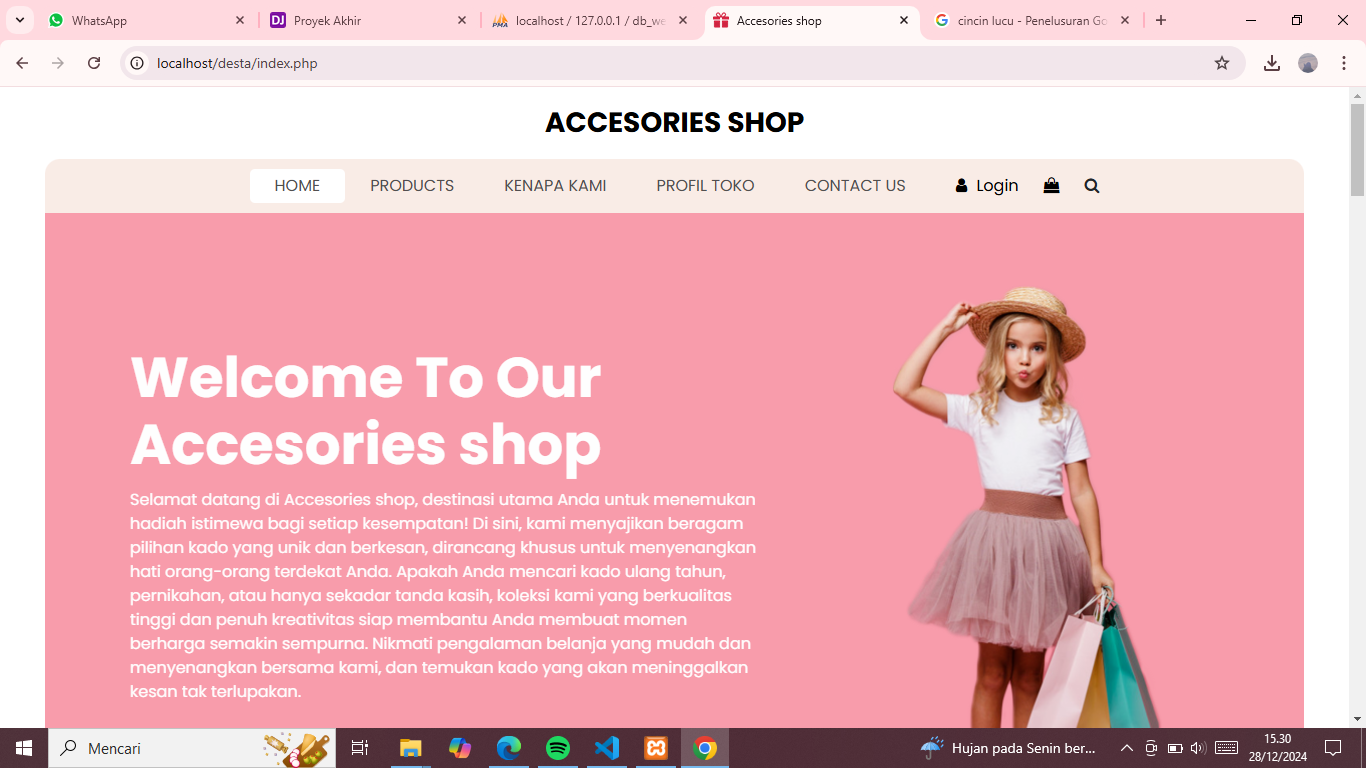 WhatsApp
Proyek Akhir
localhost / 127.0.0.1 / db_we
Accesories shop
cincin lucu - Penelusuran Go
localhost/desta/index.php
ACCESORIES SHOP
HOME PRODUCTS KENAPA KAMI PROFIL TOKO CONTACT US Login
Welcome To Our
Accesories shop
Selamat datang di Accesories shop, destinasi utama Anda untuk menemukan
hadiah istimewa bagi setiap kesempatan! Di sini, kami menyajikan beragam
pilihan kado yang unik dan berkesan, dirancang khusus untuk menyenangkan
hati orang-orang terdekat Anda. Apakah Anda mencari kado ulang tahun,
pernikahan, atau hanya sekadar tanda kasih, koleksi kami yang berkualitas
tinggi dan penuh kreativitas siap membantu Anda membuat momen
berharga semakin sempurna. Nikmati pengalaman belanja yang mudah dan
menyenangkan bersama kami, dan temukan kado yang akan meninggalkan
kesan tak terlupakan.
Mencari
Hujan pada Senin ber...
15.30
28/12/2024
DJ
PMA